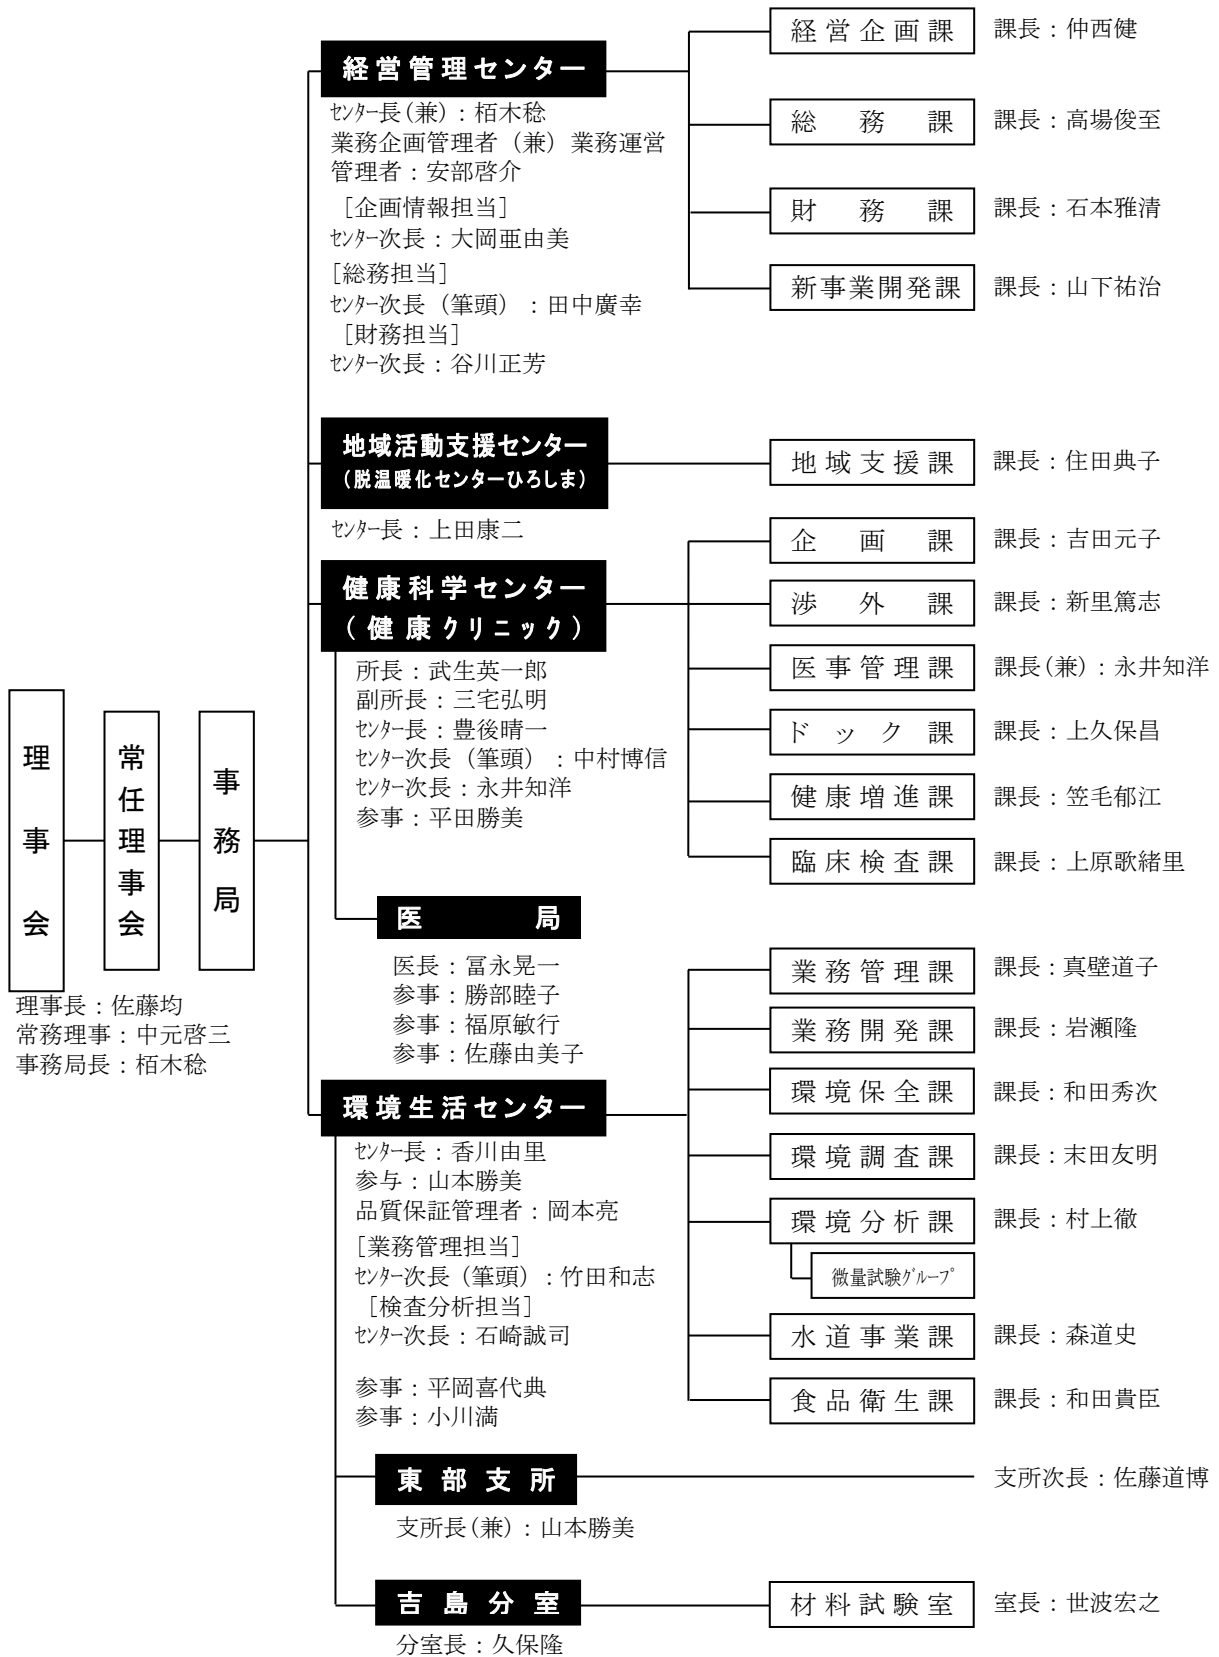 理事会
常任理事会
事務局
理事長：佐藤均
常務理事：中元啓三
事務局長：栢木稔
経営管理センター
ｾﾝﾀｰ長(兼)：栢木稔
業務企画管理者（兼）業務運営
管理者：安部啓介
［企画情報担当］
ｾﾝﾀｰ次長：大岡亜由美
［総務担当］
ｾﾝﾀｰ次長（筆頭）：田中廣幸
［財務担当］
ｾﾝﾀｰ次長：谷川正芳
経営企画課 課長：仲西健
総務課 課長：高場俊至
財務課 課長：石本雅清
新事業開発課 課長：山下祐治
地域活動支援センター
（脱温暖化センターひろしま）
ｾﾝﾀｰ長：上田康二
地域支援課 課長：住田典子
健康科学センター
（健康クリニック）
所長：武生英一郎
副所長：三宅弘明
ｾﾝﾀｰ長：豊後晴一
ｾﾝﾀｰ次長（筆頭）：中村博信
ｾﾝﾀｰ次長：永井知洋
参事：平田勝美
企画課 課長：吉田元子
渉外課 課長：新里篤志
医事管理課 課長(兼)：永井知洋
ドック課 課長：上久保昌
健康増進課 課長：笠毛郁江
臨床検査課 課長：上原歌緒里
医局
医長：冨永晃一
参事：勝部睦子
参事：福原敏行
参事：佐藤由美子
環境生活センター
ｾﾝﾀｰ長：香川由里
参与：山本勝美
品質保証管理者：岡本亮
［業務管理担当］
ｾﾝﾀｰ次長（筆頭）：竹田和志
［検査分析担当］
ｾﾝﾀｰ次長：石崎誠司
参事：平岡喜代典
参事：小川満
業務管理課 課長：真壁道子
業務開発課 課長：岩瀬隆
環境保全課 課長：和田秀次
環境調査課 課長：末田友明
環境分析課 課長：村上徹
微量試験ｸﾞﾙｰﾌﾟ
水道事業課 課長：森道史
食品衛生課 課長：和田貴臣
東部支所 支所次長：佐藤道博
支所長(兼)：山本勝美
吉島分室
分室長：久保隆
材料試験室 室長：世波宏之